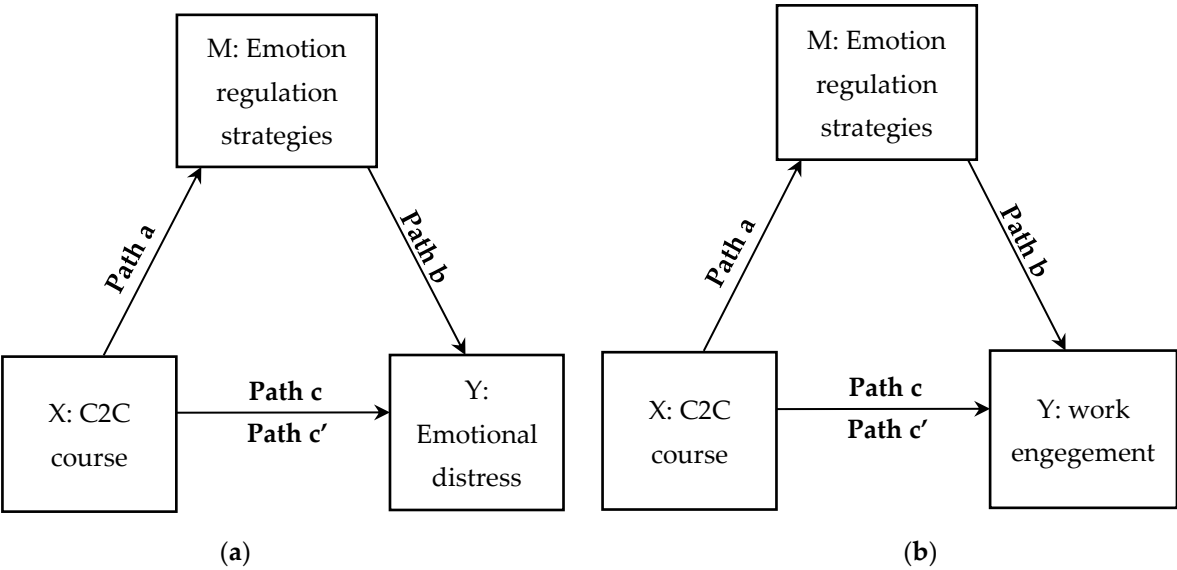 M: Emotion
regulation
strategies
Path a
Path b
X: C2C
course
Path c
Path c’
Y:
Emotional
distress
(a)
M: Emotion
regulation
strategies
Path a
Path b
X: C2C
course
Path c
Path c’
Y: work
engegement
(b)